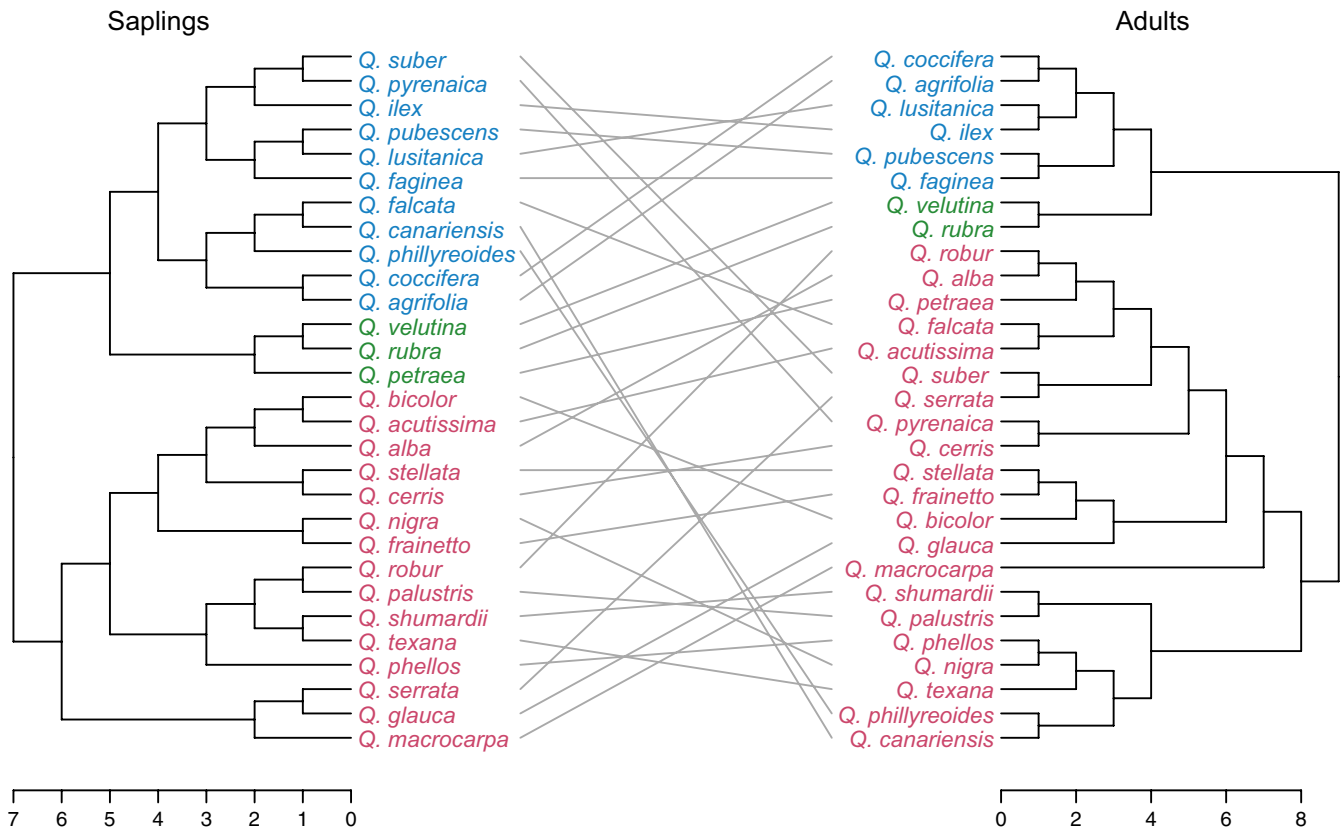 Saplings
Adults
Q. suber
Q. pyrenaica
Q. ilex
Q. pubescens
Q. lusitanica
Q. faginea
Q. falcata
Q. canariensis
Q. phillyreoides
Q. coccifera
Q. agrifolia
Q. velutina
Q. rubra
Q. petraea
Q. bicolor
Q. acutissima
Q. alba
Q. stellata
Q. cerris
Q. nigra
Q. frainetto
Q. robur
Q. palustris
Q. shumardii
Q. texana
Q. phellos
Q. serrata
Q. glauca
Q. macrocarpa
7 6 5 4 3 2 1 0
Q. coccifera
Q. agrifolia
Q. lusitanica
Q. ilex
Q. pubescens
Q. faginea
Q. velutina
Q. rubra
Q. robur
Q. alba
Q. petraea
Q. falcata
Q. acutissima
Q. suber
Q. serrata
Q. pyrenaica
Q. cerris
Q. stellata
Q. frainetto
Q. bicolor
Q. glauca
Q. macrocarpa
Q. shumardii
Q. palustris
Q. phellos
Q. nigra
Q. texana
Q. phillyreoides
Q. canariensis
0 2 4 6 8